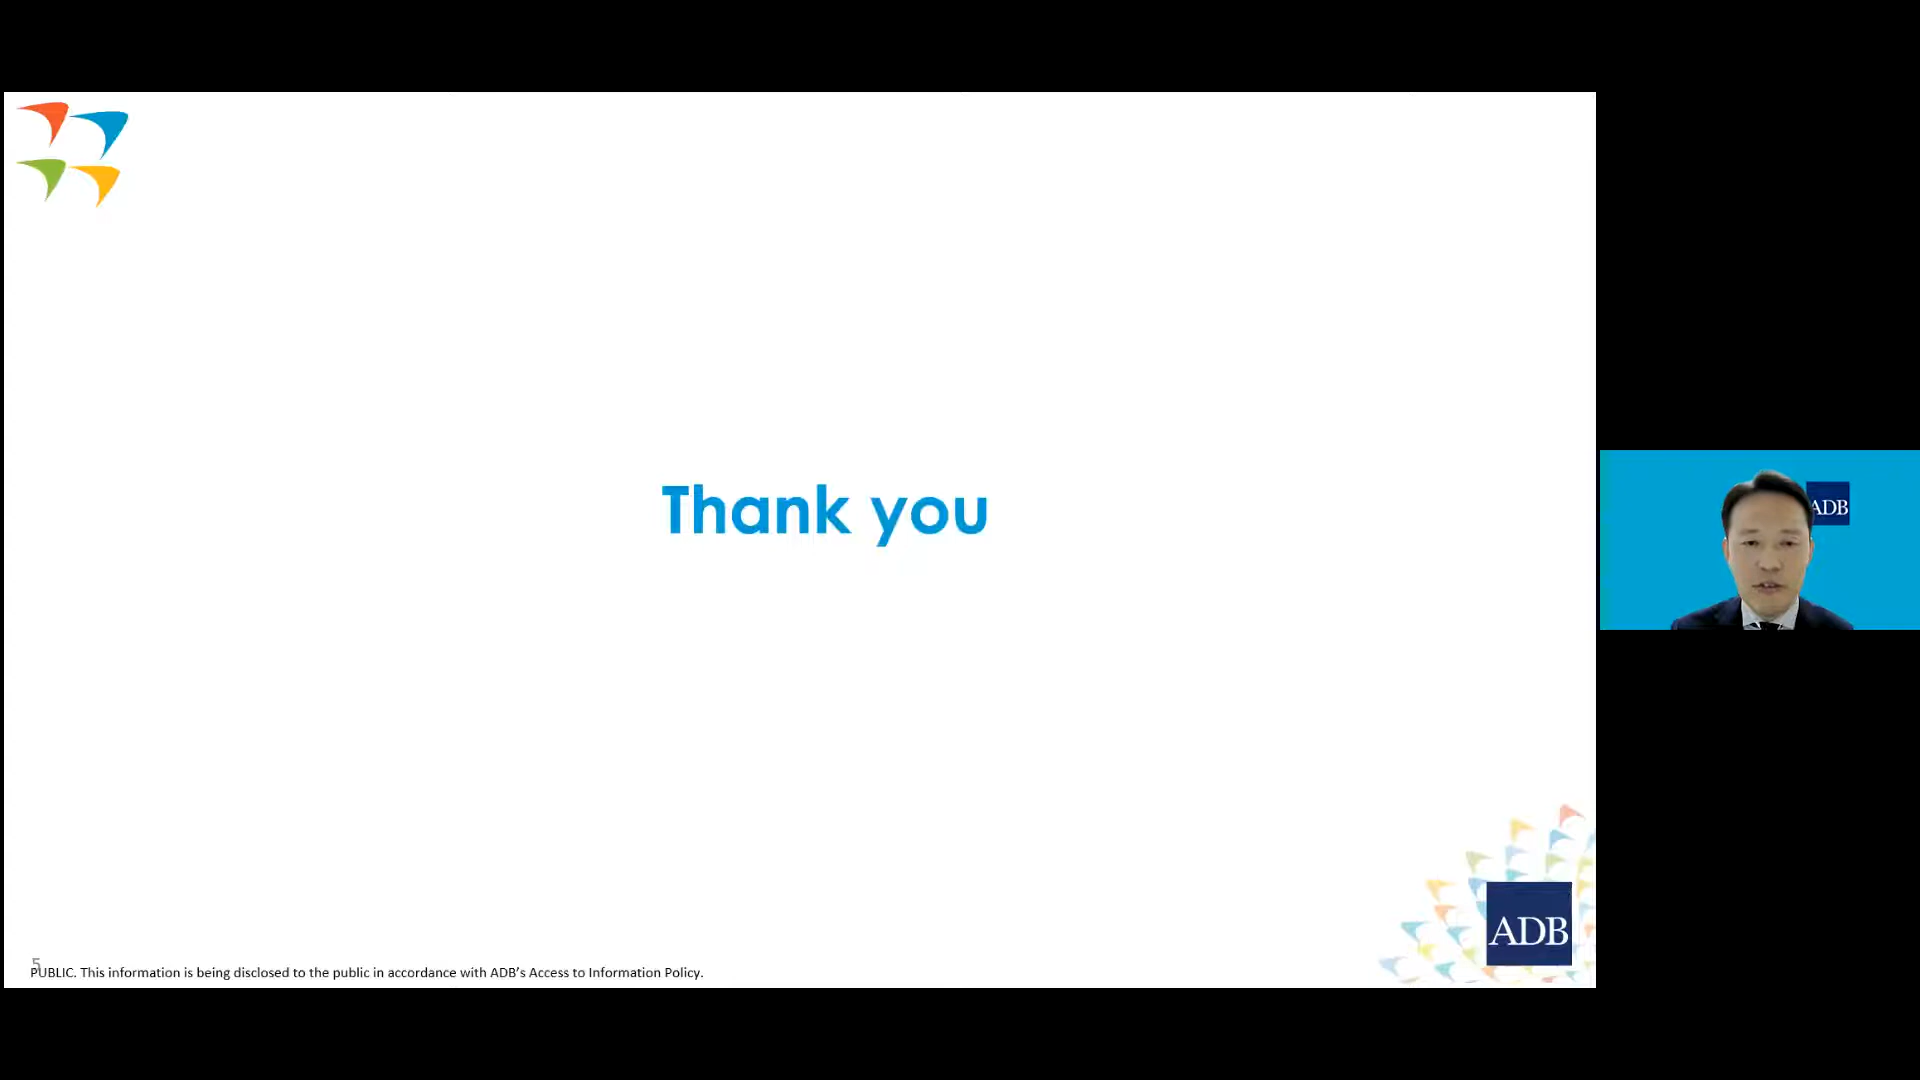 Thank you
ADB
ADB
5
PUBLIC. This information is being disclosed to the public in accordance with ADB's Access to Information Policy.